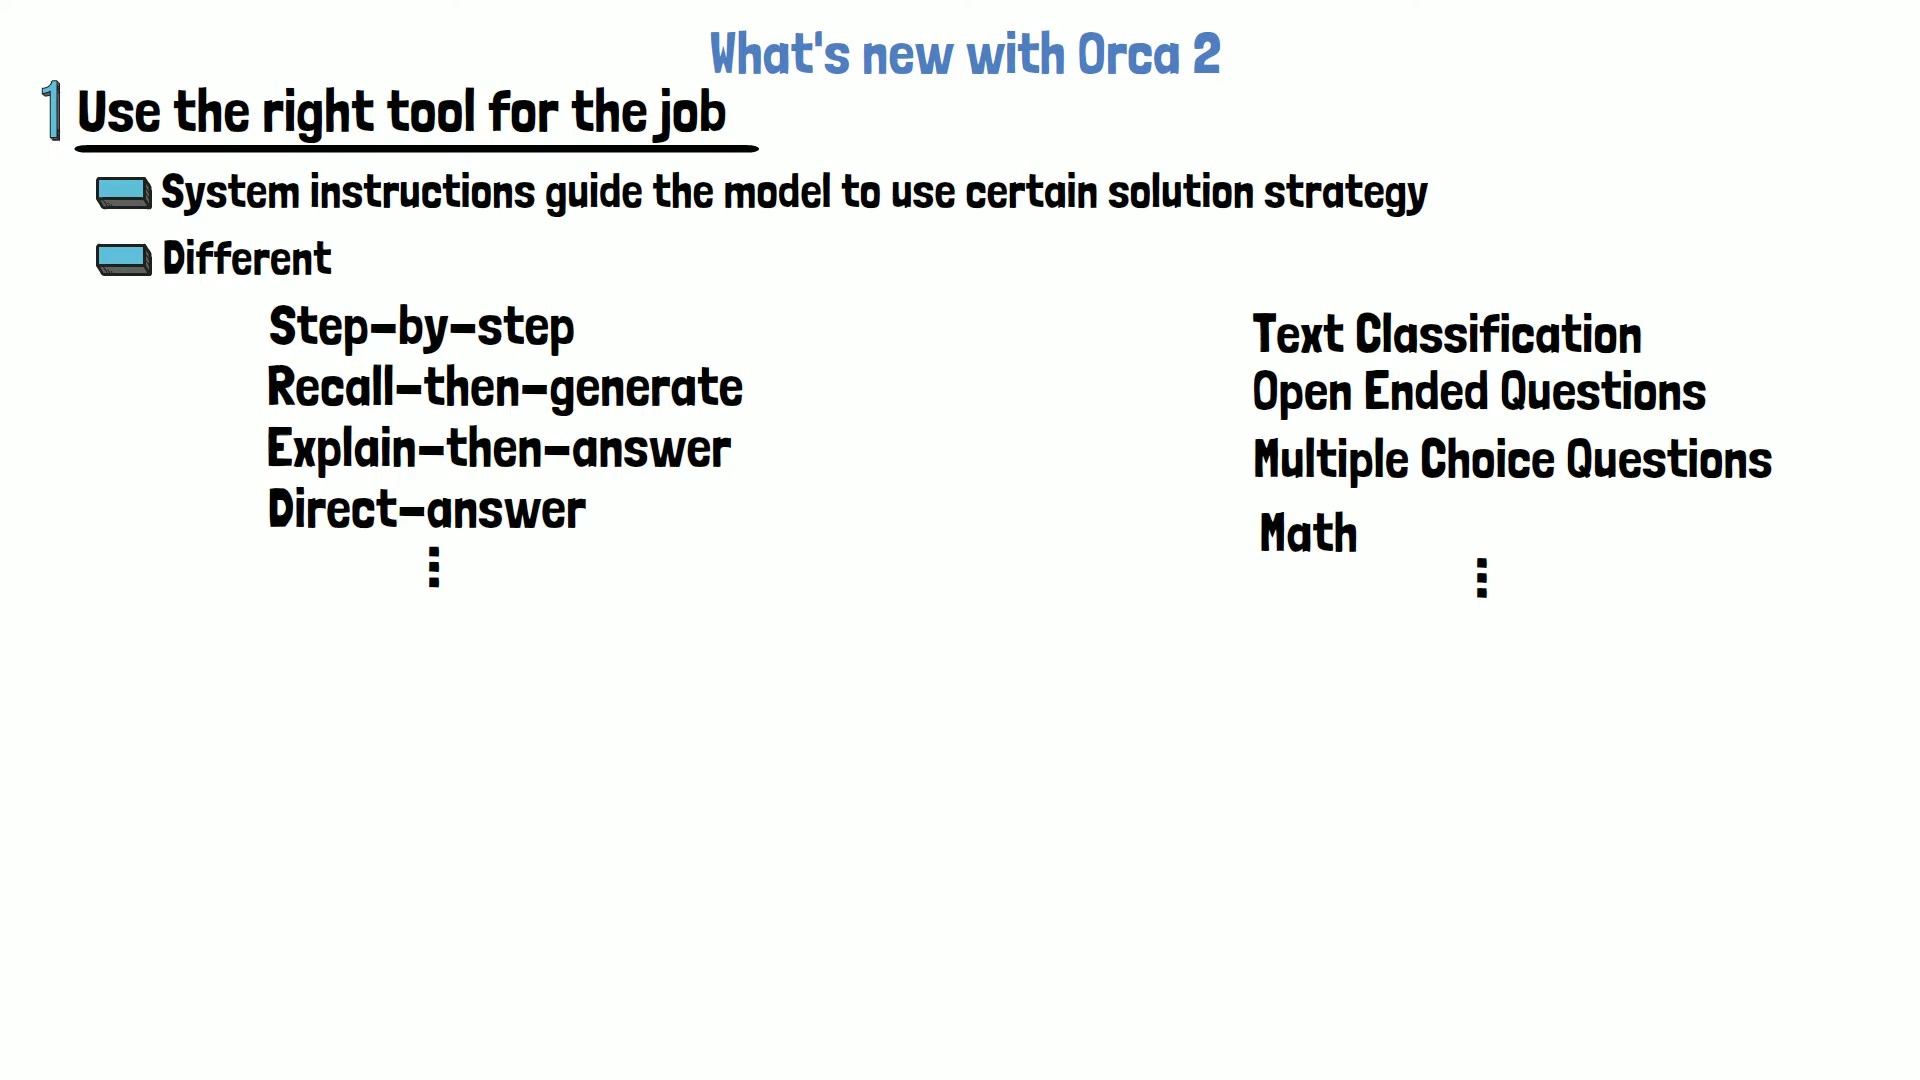 What's new with Orca 2
1 Use the right tool for the job
System instructions guide the model to use certain solution strategy
Different
Step-by-step
Recall-then-generate
Explain-then-answer
Direct-answer
⋮
Text Classification
Open Ended Questions
Multiple Choice Questions
Math
⋮